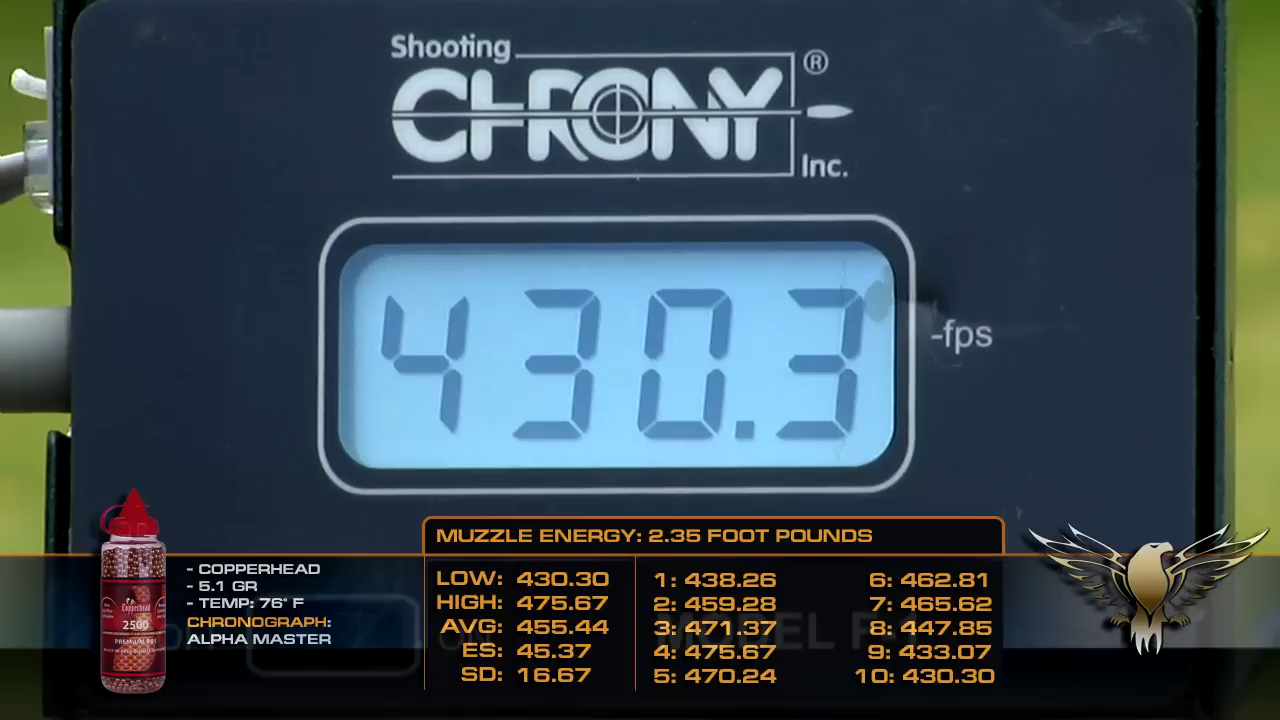 Shooting
CHRONY ®
Inc.
430.3
-fps
MUZZLE ENERGY: 2.35 FOOT POUNDS
- COPPERHEAD
- 5.1 GR
- TEMP: 76° F
CHRONOGRAPH:
ALPHA MASTER
Copperhead
2500
PREMIUM BBs
LOW: 430.30
HIGH: 475.67
AVG: 455.44
ES: 45.37
SD: 16.67
1: 438.26
2: 459.28
3: 471.37
4: 475.67
5: 470.24
6: 462.81
7: 465.62
8: 447.85
9: 433.07
10: 430.30
ON